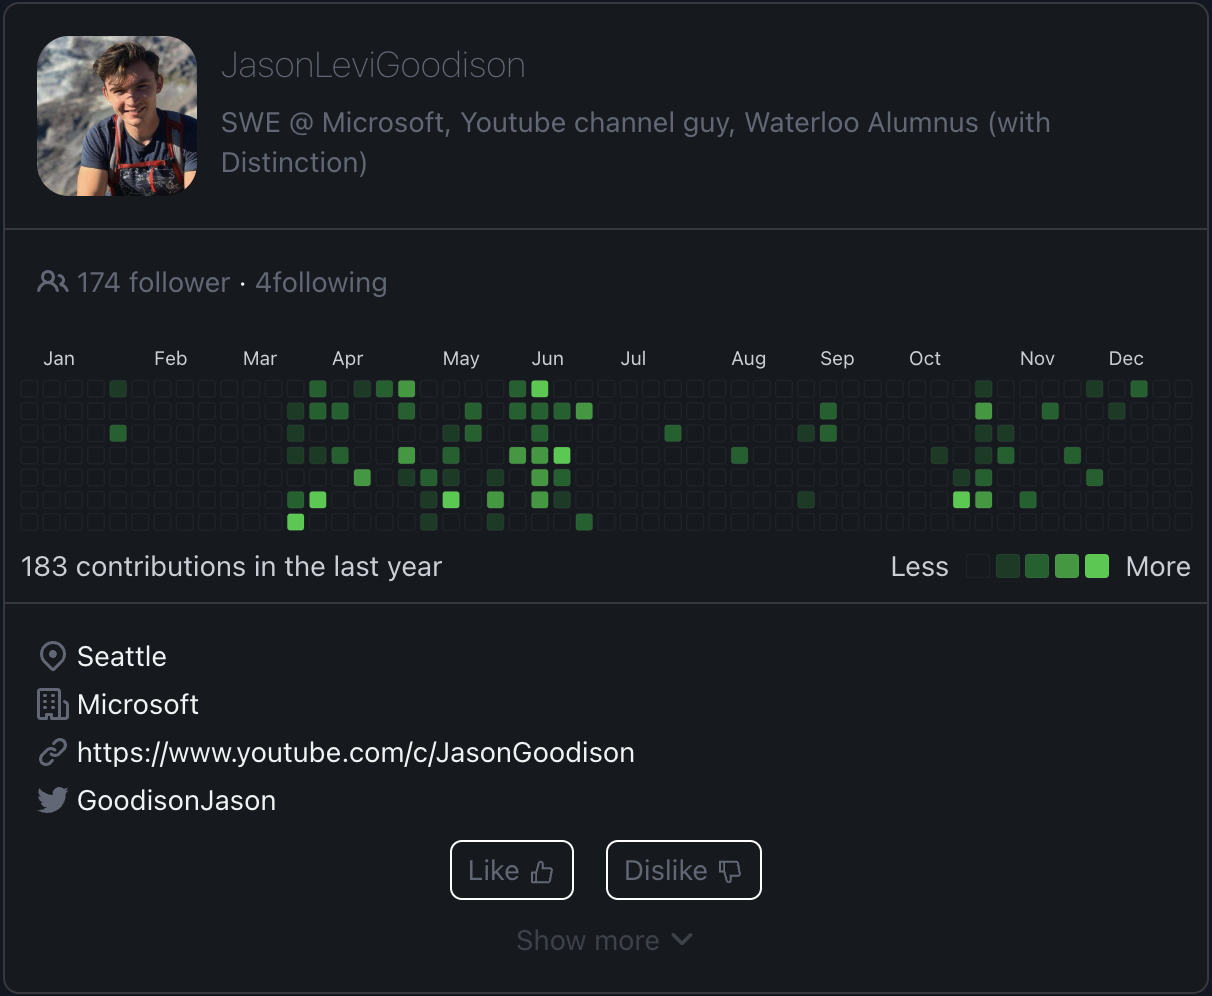 JasonLeviGoodison
SWE @ Microsoft, Youtube channel guy, Waterloo Alumnus (with
Distinction)
174 follower · 4following
Jan Feb Mar Apr May Jun Jul Aug Sep Oct Nov Dec
183 contributions in the last year
Less More
Seattle
Microsoft
https://www.youtube.com/c/JasonGoodison
GoodisonJason
Like Dislike
Show more